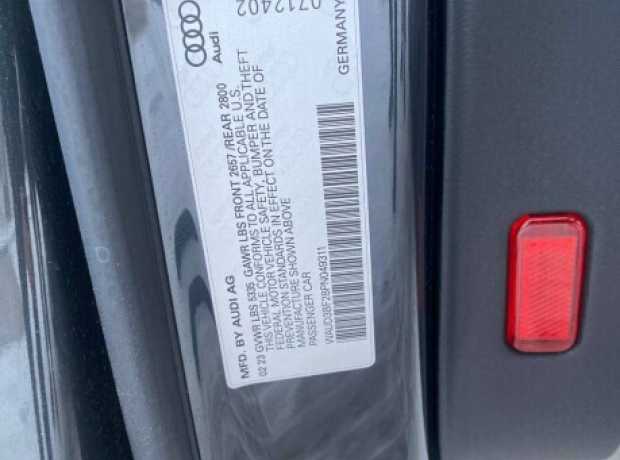 MFD. BY AUDI AG
02 23 GVWR LBS 5335 GAWR LBS FRONT 2657 /REAR 2800
THIS VEHICLE CONFORMS TO ALL APPLICABLE U.S.
FEDERAL MOTOR VEHICLE SAFETY, BUMPER AND THEFT
PREVENTION STANDARDS IN EFFECT ON THE DATE OF
MANUFACTURE SHOWN ABOVE
PASSENGER CAR
WAUD3BF28PN049311
Audi
0712402
GERMANY